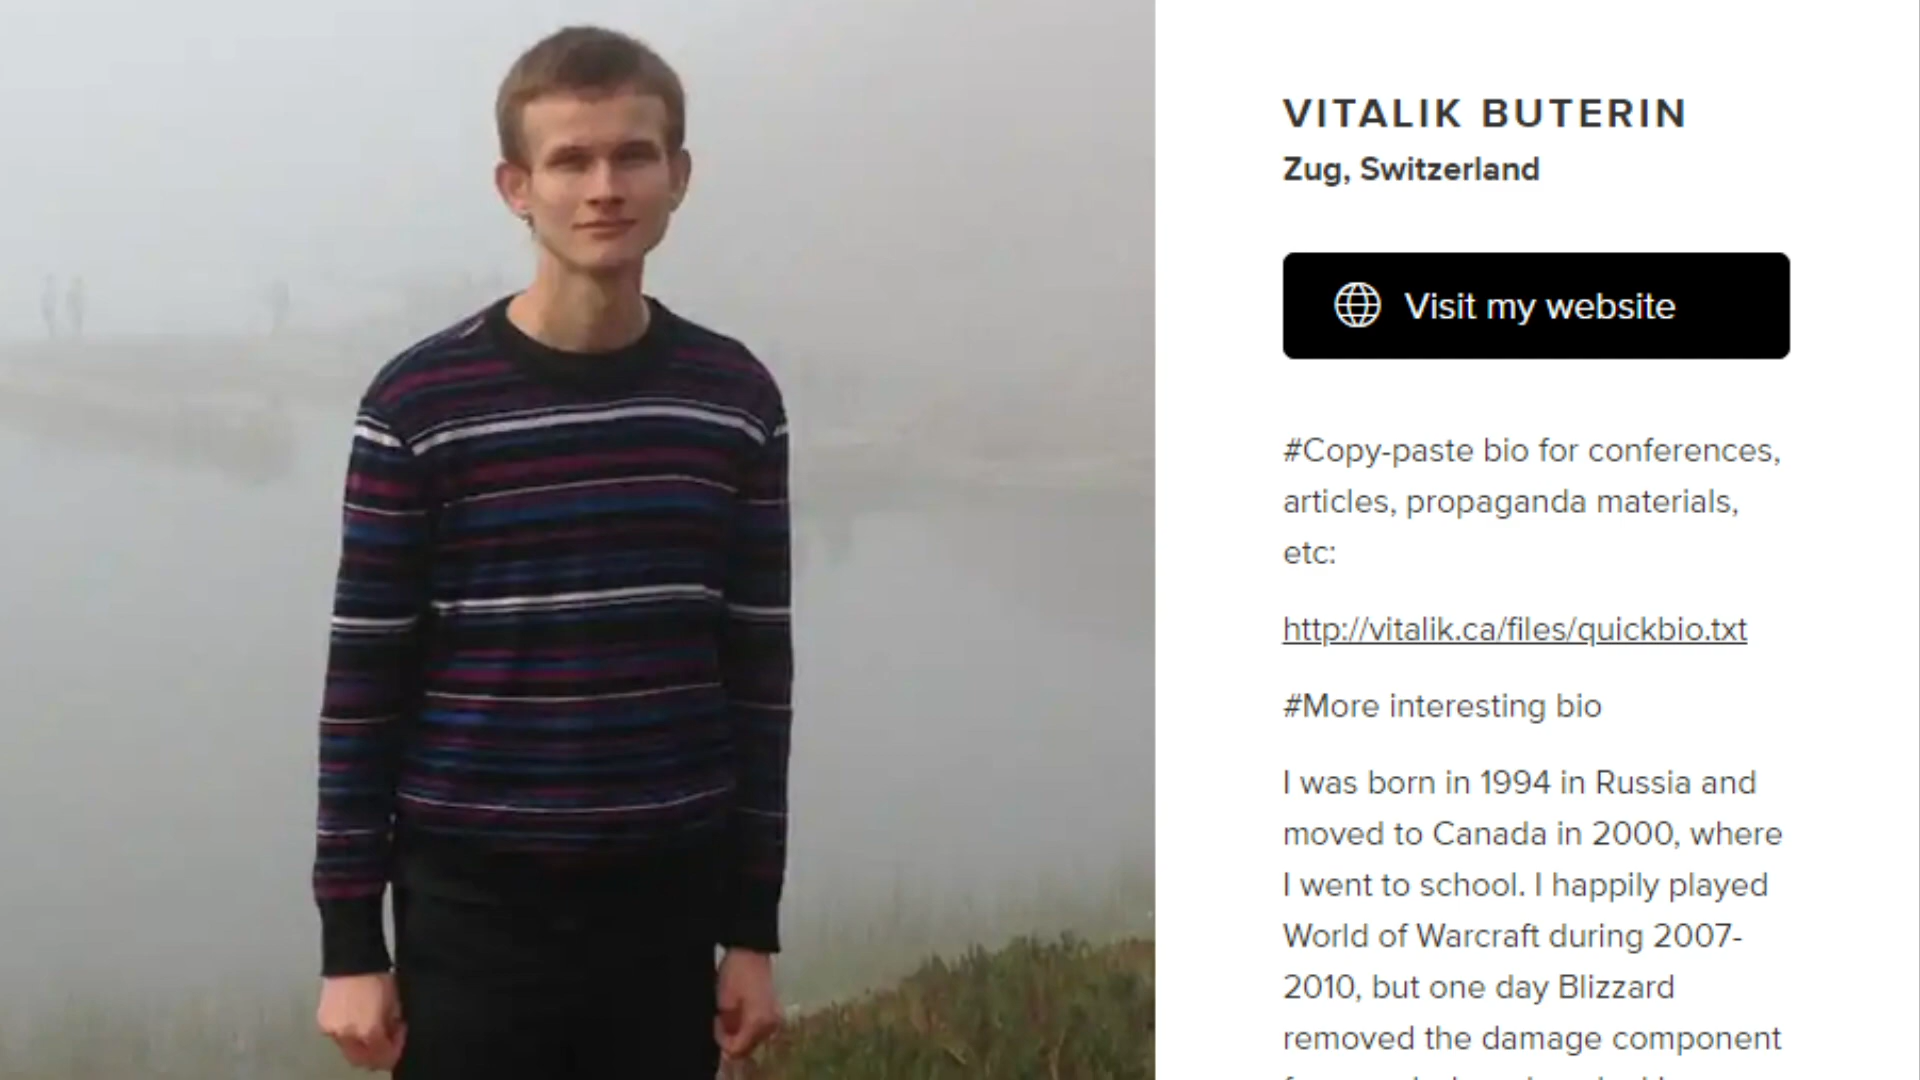 VITALIK BUTERIN
Zug, Switzerland
Visit my website
#Copy-paste bio for conferences,
articles, propaganda materials,
etc:
http://vitalik.ca/files/quickbio.txt
#More interesting bio
I was born in 1994 in Russia and
moved to Canada in 2000, where
I went to school. I happily played
World of Warcraft during 2007-
2010, but one day Blizzard
removed the damage component